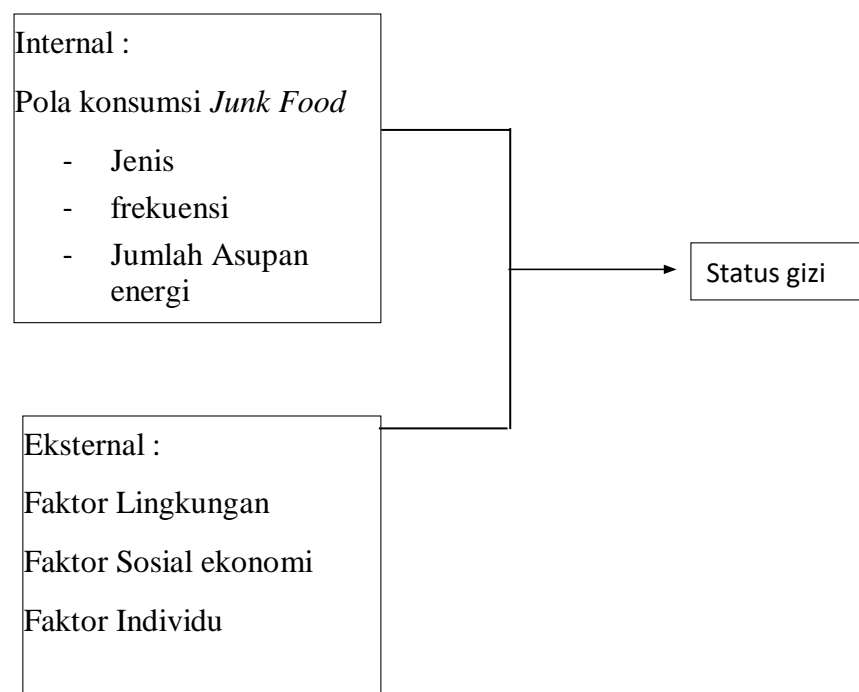 Internal :
Pola konsumsi Junk Food
- Jenis
- frekuensi
- Jumlah Asupan
energi
Status gizi
Eksternal :
Faktor Lingkungan
Faktor Sosial ekonomi
Faktor Individu